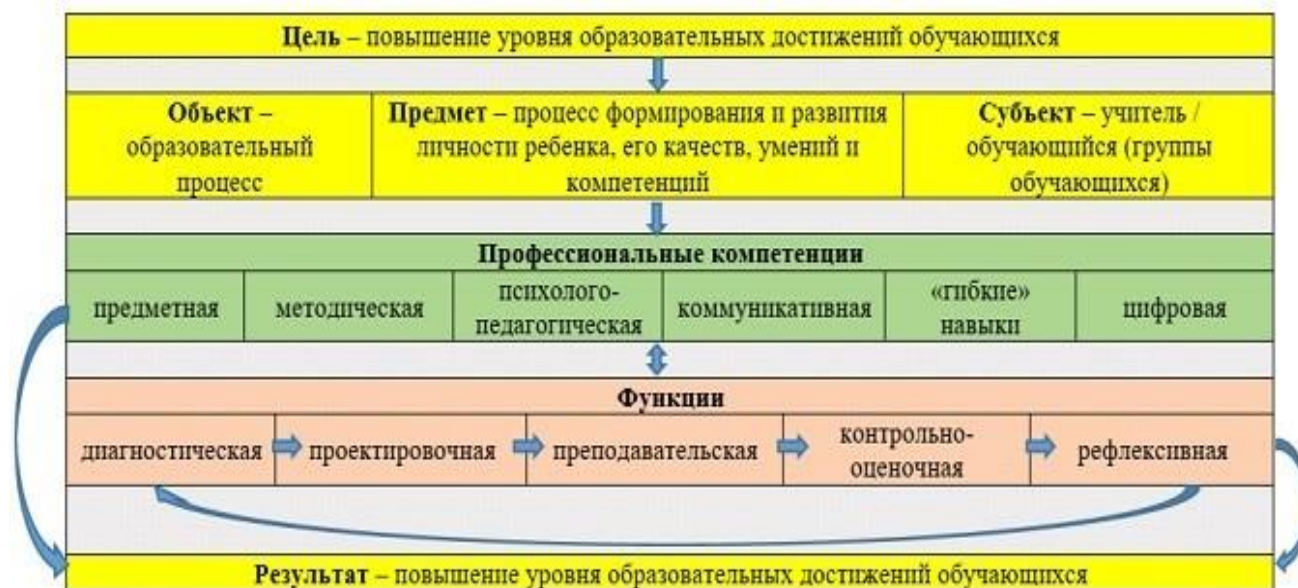 Цель – повышение уровня образовательных достижений обучающихся
Объект –
образовательный
процесс
Предмет – процесс формирования и развития
личности ребенка, его качеств, умений и
компетенций
Субъект – учитель /
обучающийся (группы
обучающихся)
Профессиональные компетенции
предметная
методическая
психолого-
педагогическая
коммуникативная
«гибкие»
навыки
цифровая
Функции
диагностическая
проектировочная
преподавательская
контрольно-
оценочная
рефлексивная
Результат – повышение уровня образовательных достижений обучающихся